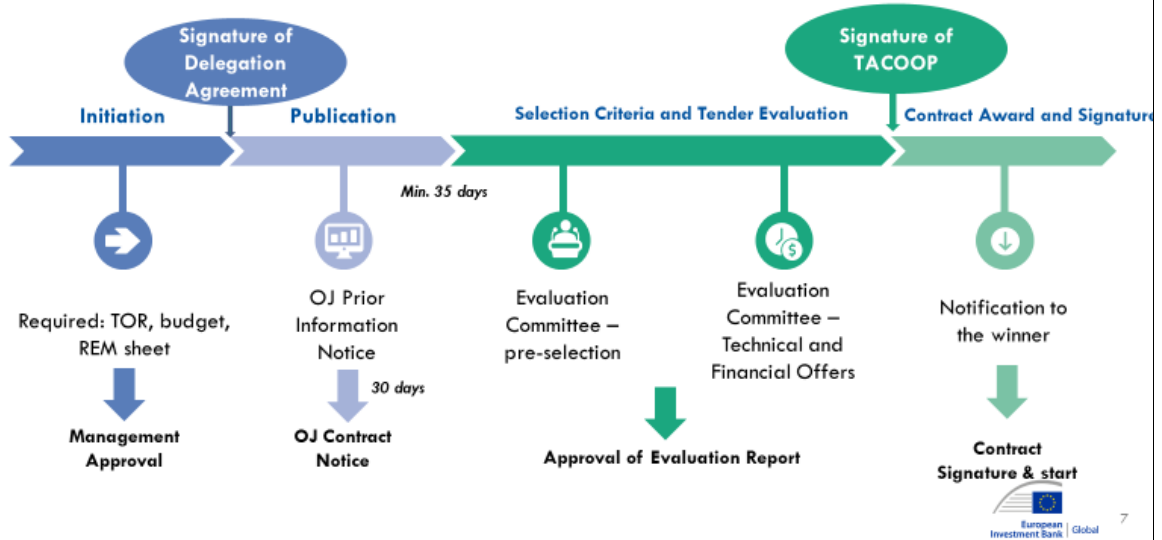 Signature of
Delegation
Agreement
Signature of
TACOOP
Initiation
Publication
Selection Criteria and Tender Evaluation
Contract Award and Signature
Min. 35 days
Required: TOR, budget,
REM sheet
OJ Prior
Information
Notice
Evaluation
Committee –
pre-selection
Evaluation
Committee –
Technical and
Financial Offers
Notification to
the winner
30 days
Management
Approval
OJ Contract
Notice
Approval of Evaluation Report
Contract
Signature & start
$
European
Investment Bank | Global
7